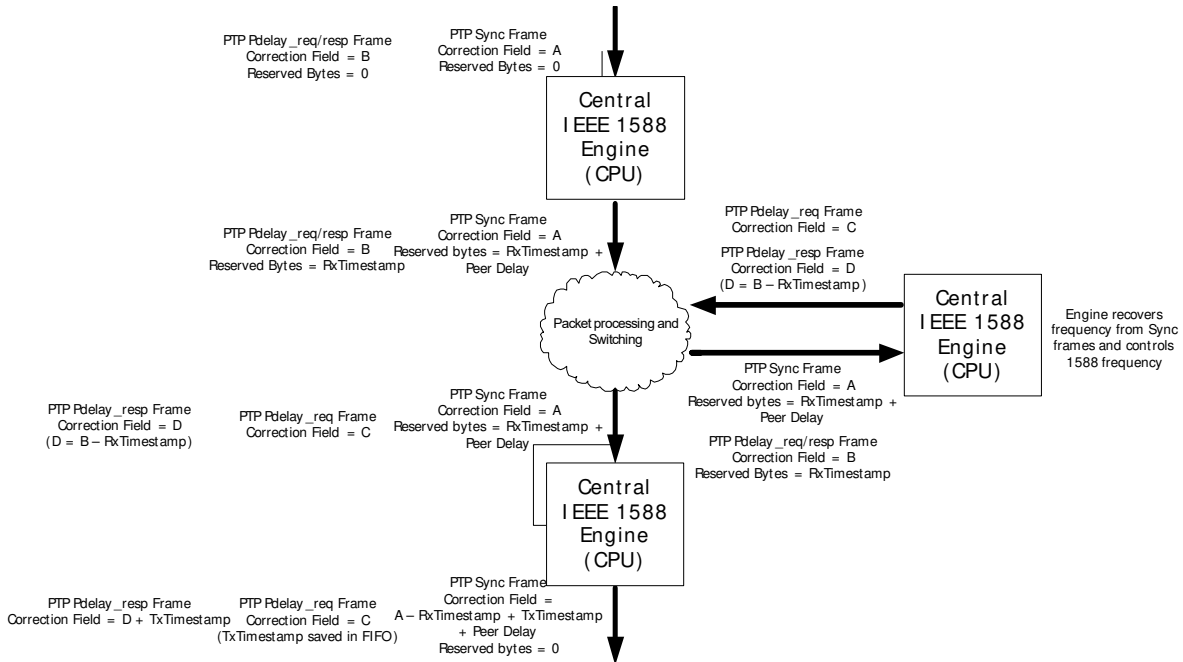 PTP Pdelay_req/resp Frame
Correction Field = B
Reserved Bytes = 0
PTP Sync Frame
Correction Field = A
Reserved Bytes = 0
Central
IEEE 1588
Engine
(CPU)
PTP Pdelay_req/resp Frame
Correction Field = B
Reserved Bytes = RxTimestamp
PTP Sync Frame
Correction Field = A
Reserved bytes = RxTimestamp +
Peer Delay
PTP Pdelay_req Frame
Correction Field = C
PTP Pdelay_resp Frame
Correction Field = D
(D = B – RxTimestamp)
Packet processing and
Switching
Central
IEEE 1588
Engine
(CPU)
Engine recovers
frequency from Sync
frames and controls
1588 frequency
PTP Sync Frame
Correction Field = A
Reserved bytes = RxTimestamp +
Peer Delay
PTP Pdelay_req/resp Frame
Correction Field = B
Reserved Bytes = RxTimestamp
PTP Pdelay_resp Frame
Correction Field = D
(D = B – RxTimestamp)
PTP Pdelay_req Frame
Correction Field = C
PTP Sync Frame
Correction Field = A
Reserved bytes = RxTimestamp +
Peer Delay
Central
IEEE 1588
Engine
(CPU)
PTP Pdelay_resp Frame
Correction Field = D + TxTimestamp
PTP Pdelay_req Frame
Correction Field = C
(TxTimestamp saved in FIFO)
PTP Sync Frame
Correction Field =
A – RxTimestamp + TxTimestamp
+ Peer Delay
Reserved bytes = 0